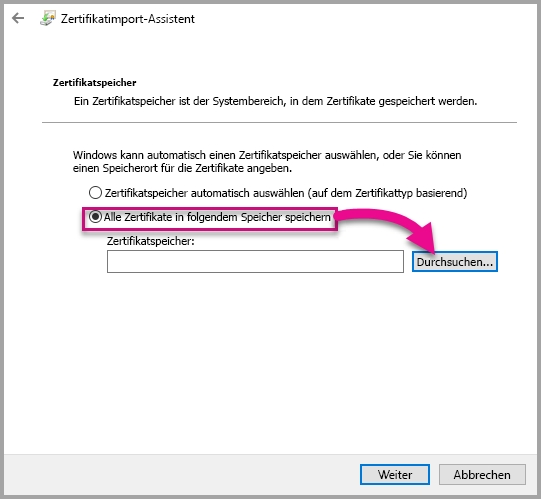 Zertifikatimport-Assistent
Zertifikatspeicher
Ein Zertifikatspeicher ist der Systembereich, in dem Zertifikate gespeichert werden.
Windows kann automatisch einen Zertifikatspeicher auswählen, oder Sie können
einen Speicherort für die Zertifikate angeben.
Zertifikatspeicher automatisch auswählen (auf dem Zertifikattyp basierend)
Alle Zertifikate in folgendem Speicher speichern
Zertifikatspeicher:
Durchsuchen...
Weiter Abbrechen